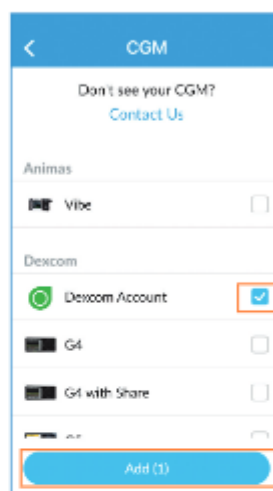 CGM
Don't see your CGM?
Contact Us
Animas
Vibe
Dexcom
Dexcom Account
G4
G4 with Share
Add (1)